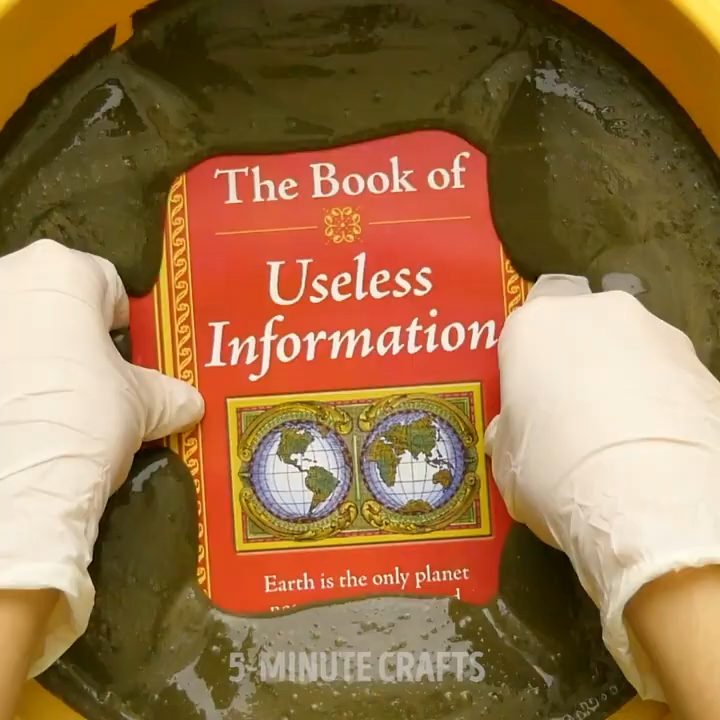 The Book of
Useless
Information
Earth is the only planet
5-MINUTE CRAFTS